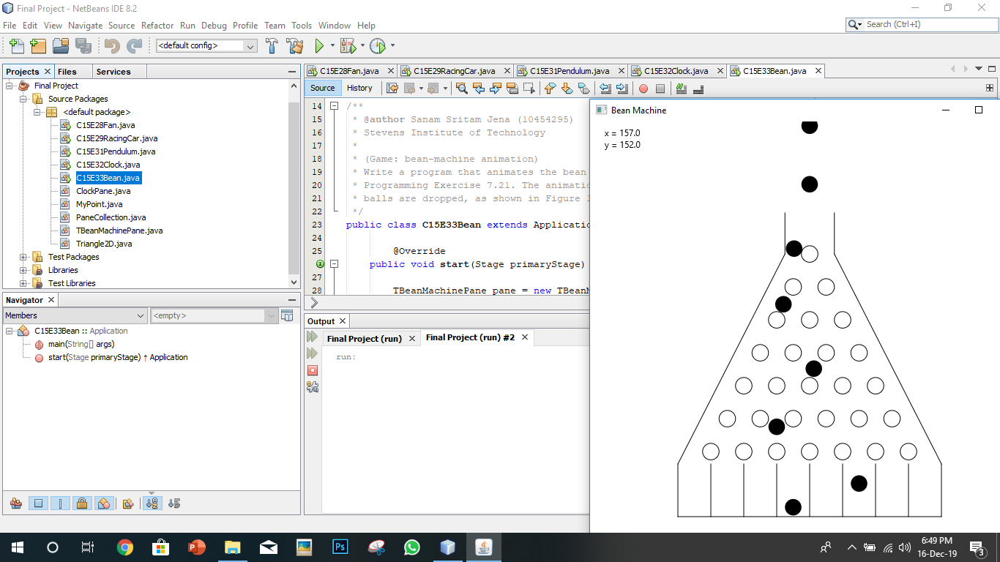 Final Project - NetBeans IDE 8.2
File Edit View Navigate Source Refactor Run Debug Profile Team Tools Window Help
Search (Ctrl+I)
<default config>
Projects Files Services
Final Project
Source Packages
<default package>
C15E28Fan.java
C15E29RacingCar.java
C15E31Pendulum.java
C15E32Clock.java
C15E33Bean.java
ClockPane.java
MyPoint.java
PaneCollection.java
TBeanMachinePane.java
Triangle2D.java
Test Packages
Libraries
Test Libraries
Navigator
Members
<empty>
C15E33Bean :: Application
main(String[] args)
start(Stage primaryStage) ↑ Application
C15E28Fan.java C15E29RacingCar.java C15E31Pendulum.java C15E32Clock.java C15E33Bean.java
Source History
14 /**
15 * @author Sanam Sritam Jena (10454295)
16 * Stevens Institute of Technology
17 *
18 * (Game: bean-machine animation)
19 * Write a program that animates the bean
20 * Programming Exercise 7.21. The animatio
21 * balls are dropped, as shown in Figure
22 */
23 public class C15E33Bean extends Applicatio
24
25 @Override
public void start(Stage primaryStage)
27
28 TBeanMachinePane pane = new TBeanM
Output
Final Project (run) Final Project (run) #2
run:
Bean Machine
x = 157.0
y = 152.0
Ps
6:49 PM
16-Dec-19
3